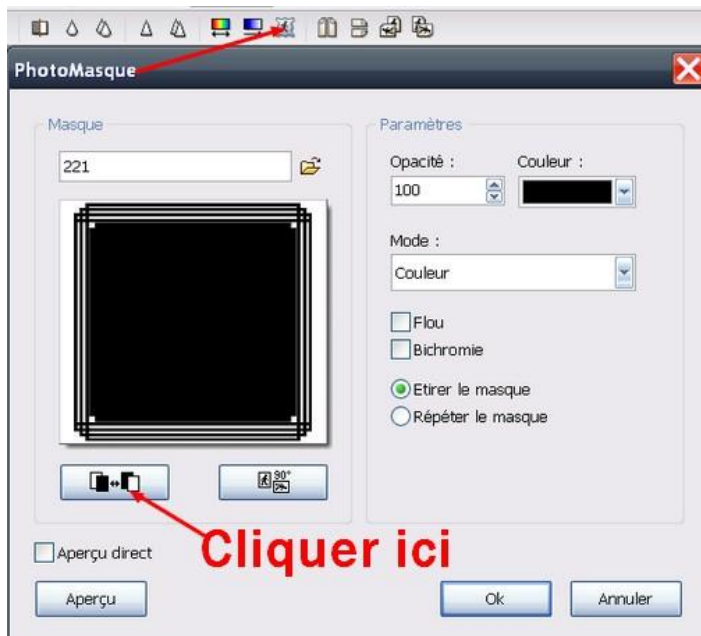 PhotoMasque
Masque
221
Paramètres
Opacité :
Couleur :
100
Mode :
Couleur
Flou
Bichromie
Etirer le masque
Répéter le masque
90°
Cliquer ici
Aperçu direct
Aperçu
Ok
Annuler